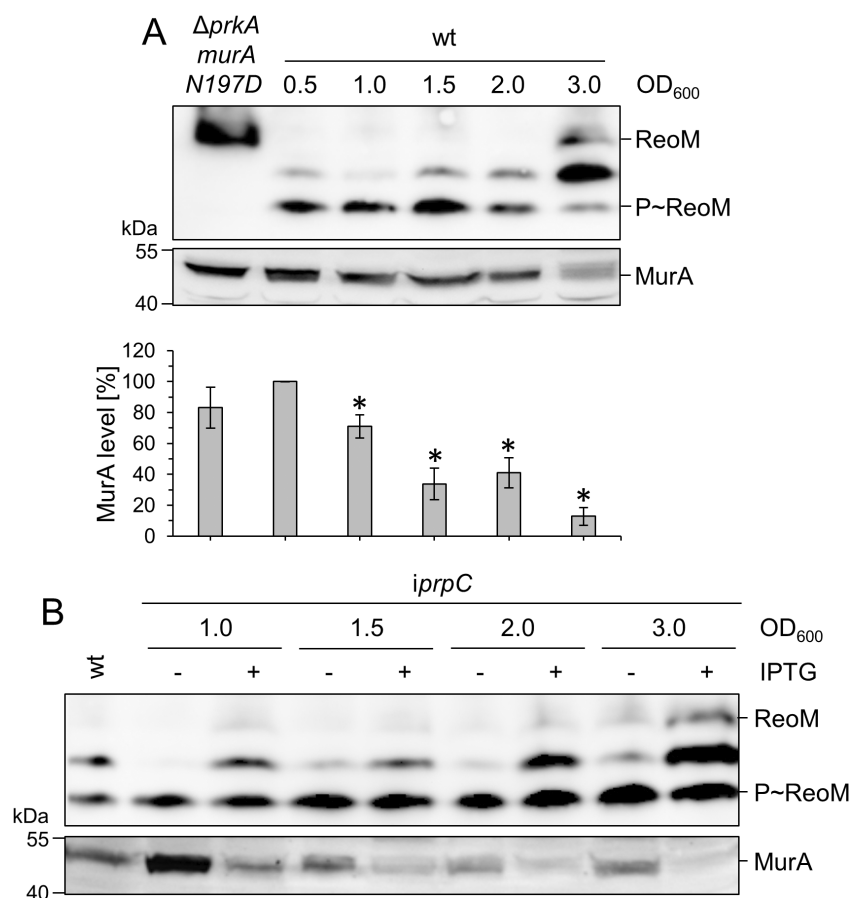 A
ΔprkA
murA
N197D
wt
0.5 1.0 1.5 2.0 3.0 OD600
ReoM
P~ReoM
kDa
55
MurA
40
MurA level [%]
120
100
80
60
40
20
0
* * * *
B
iprpC
1.0 1.5 2.0 3.0 OD600
wt - + - + - + - + IPTG
ReoM
P~ReoM
kDa
55
MurA
40